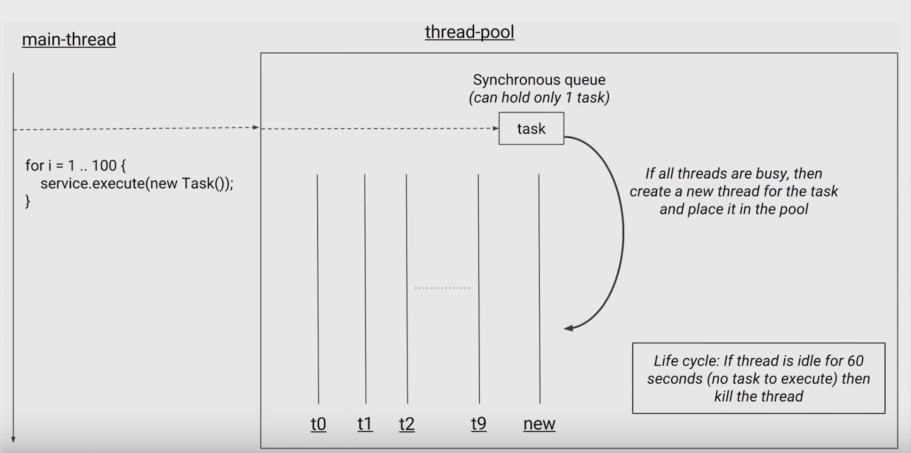 main-thread
thread-pool
Synchronous queue
(can hold only 1 task)
task
for i = 1 .. 100 {
service.execute(new Task());
}
If all threads are busy, then
create a new thread for the task
and place it in the pool
Life cycle: If thread is idle for 60
seconds (no task to execute) then
kill the thread
t0
t1
t2
t9
new